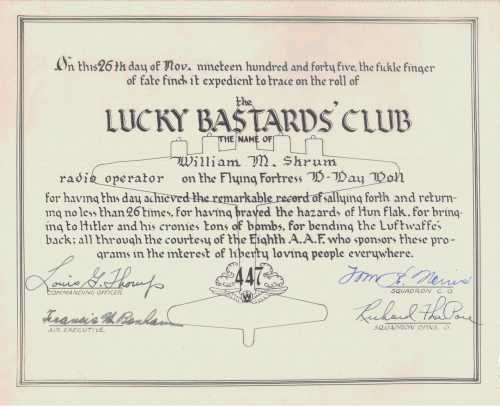 On this 26th day of Nov. nineteen hundred and forty five, the fickle finger
of fate finds it expedient to trace on the roll of
the
LUCKY BASTARDS' CLUB
THE NAME OF
William M. Shrum
radio operator on the Flying Fortress D-Day Doll
for having this day achieved the remarkable record of sallying forth and return-
ing no less than 26 times, for having braved the hazards of Hun flak, for bring-
ing to Hitler and his cronies tons of bombs, for bending the Luftwaffe's
back; all through the courtesy of the Eighth A.A.F. who sponsors these pro-
grams in the interest of liberty loving people everywhere.
447
W
Louis G. Thorup
COMMANDING OFFICER
SQUADRON C.O.
AIR EXECUTIVE
SQUADRON OPNS. O.